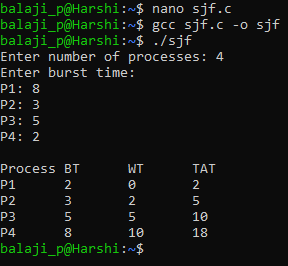 balaji_p@Harshi:~$ nano sjf.c
balaji_p@Harshi:~$ gcc sjf.c -o sjf
balaji_p@Harshi:~$ ./sjf
Enter number of processes: 4
Enter burst time:
P1: 8
P2: 3
P3: 5
P4: 2

Process BT      WT      TAT
P1      2       0       2
P2      3       2       5
P3      5       5       10
P4      8       10      18
balaji_p@Harshi:~$